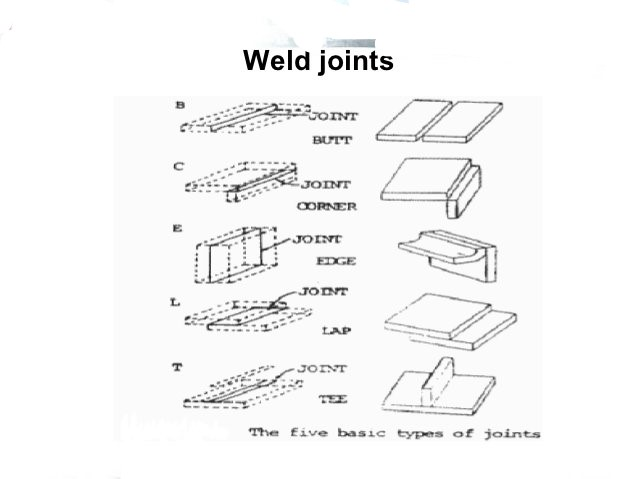 Weld joints
B
JOINT
BUTT
C
JOINT
CORNER
E
JOINT
EDGE
JOINT
L
LAP
T
JOINT
TEE
The five basic types of joints